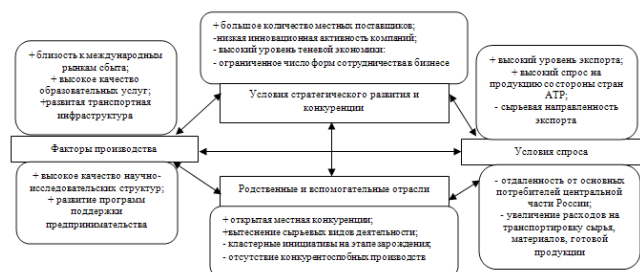 + большое количество местных поставщиков;
-низкая инновационная активность компаний;
- высокий уровень теневой экономики:
- ограниченное число форм сотрудничества в бизнесе
Условия стратегического развития и
конкуренции
+ близость к международным
рынкам сбыта;
+ высокое качество
образовательных услуг;
+развитая транспортная
инфраструктура
Факторы производства
+ высокое качество научно-
исследовательских структур;
+ развитие программ
поддержки
предпринимательства
+ высокий уровень экспорта;
+ высокий спрос на
продукцию со стороны стран
АТР;
- сырьевая направленность
экспорта
Условия спроса
- отдаленность от основных
потребителей центральной
части России;
- увеличение расходов на
транспортировку сырья,
материалов, готовой
продукции
Родственные и вспомогательные отрасли
+ открытая местная конкуренции;
+вытеснение сырьевых видов деятельности;
- кластерные инициативы на этапе зарождения;
- отсутствие конкурентоспособных производств